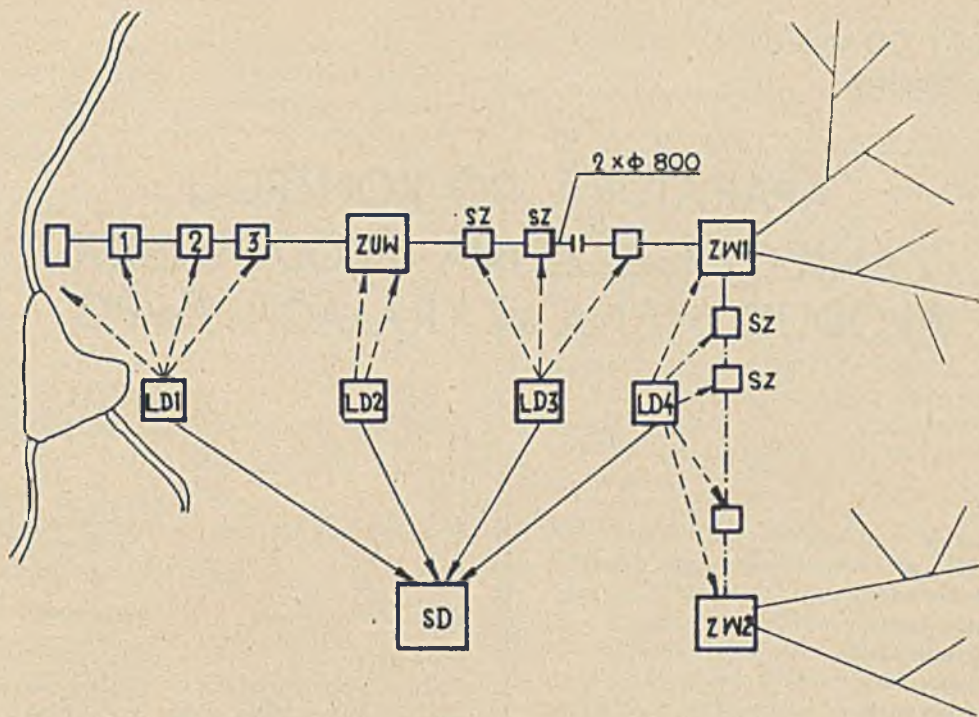 2 x Φ 800
SZ SZ
1 2 3 ZUW ZW1
SZ
SZ
LD1 LD2 LD3 LD4
SD ZW2